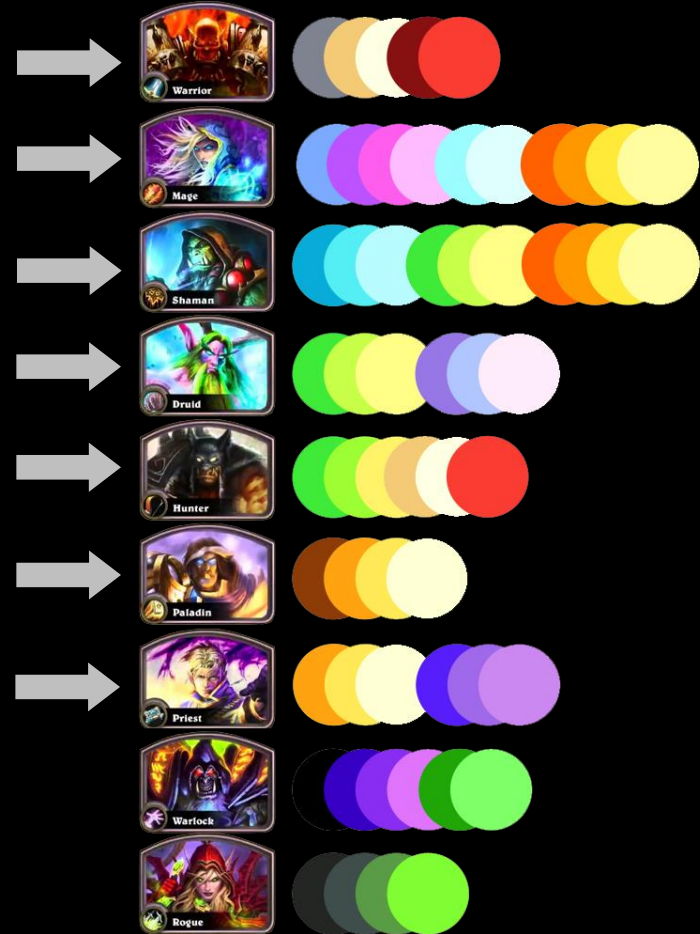 Warrior
Mage
Shaman
Druid
Hunter
Paladin
Priest
Warlock
Rogue